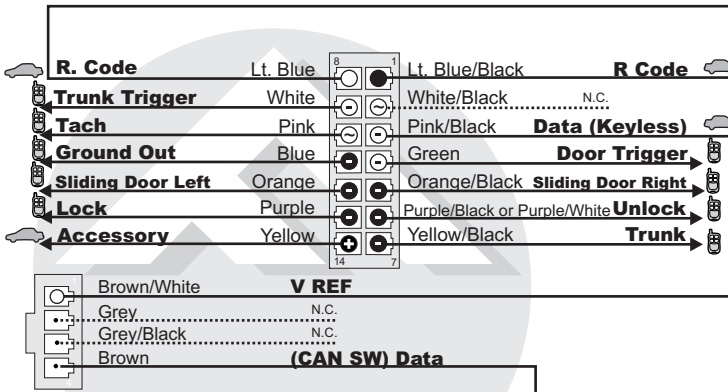 8 1
R. Code Lt. Blue Lt. Blue/Black R Code
Trunk Trigger White White/Black N.C.
Tach Pink Pink/Black Data (Keyless)
Ground Out Blue Green Door Trigger
Sliding Door Left Orange Orange/Black Sliding Door Right
Lock Purple Purple/Black or Purple/White Unlock
Accessory Yellow Yellow/Black Trunk
14 7
Brown/White V REF
Grey N.C.
Grey/Black N.C.
Brown (CAN SW) Data